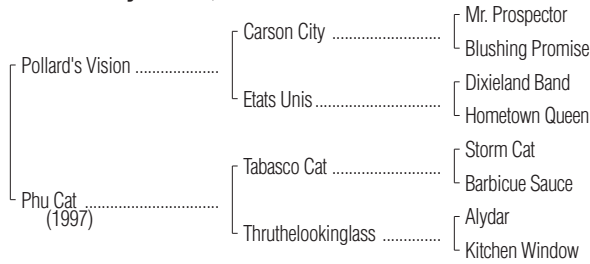 Mr. Prospector
Carson City ....................
Blushing Promise
Pollard's Vision ...................
Dixieland Band
Etats Unis.......................
Hometown Queen
Storm Cat
Tabasco Cat ........................
Barbicue Sauce
Phu Cat .............................
(1997)
Alydar
Thruthelookinglass .............
Kitchen Window